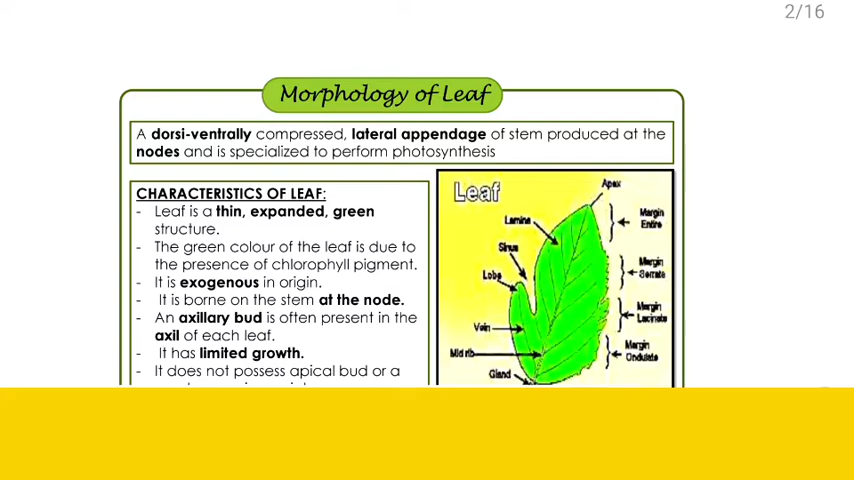 2/16
Morphology of Leaf
A dorsi-ventrally compressed, lateral appendage of stem produced at the
nodes and is specialized to perform photosynthesis
CHARACTERISTICS OF LEAF:
- Leaf is a thin, expanded, green
structure.
- The green colour of the leaf is due to
the presence of chlorophyll pigment.
- It is exogenous in origin.
- It is borne on the stem at the node.
- An axillary bud is often present in the
axil of each leaf.
- It has limited growth.
- It does not possess apical bud or a
Leaf
Apex
Lamina
Margin
Entire
Sinus
Margin
Serrate
Lobe
Margin
Laciniate
Vein
Margin
Undulate
Mid rib
Gland